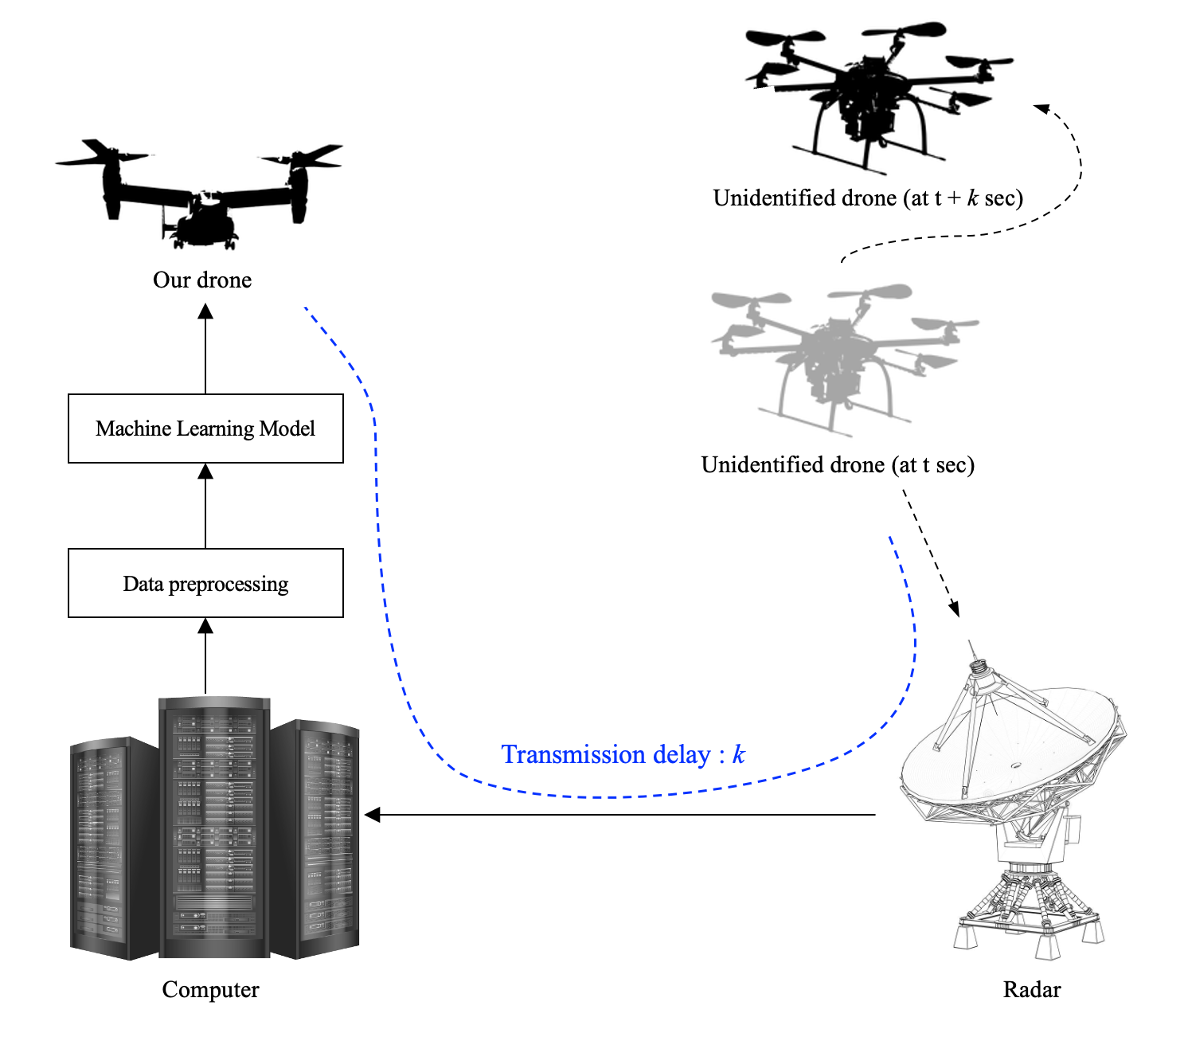 Unidentified drone (at t + k sec)
Our drone
Machine Learning Model
Unidentified drone (at t sec)
Data preprocessing
Transmission delay : k
Computer
Radar